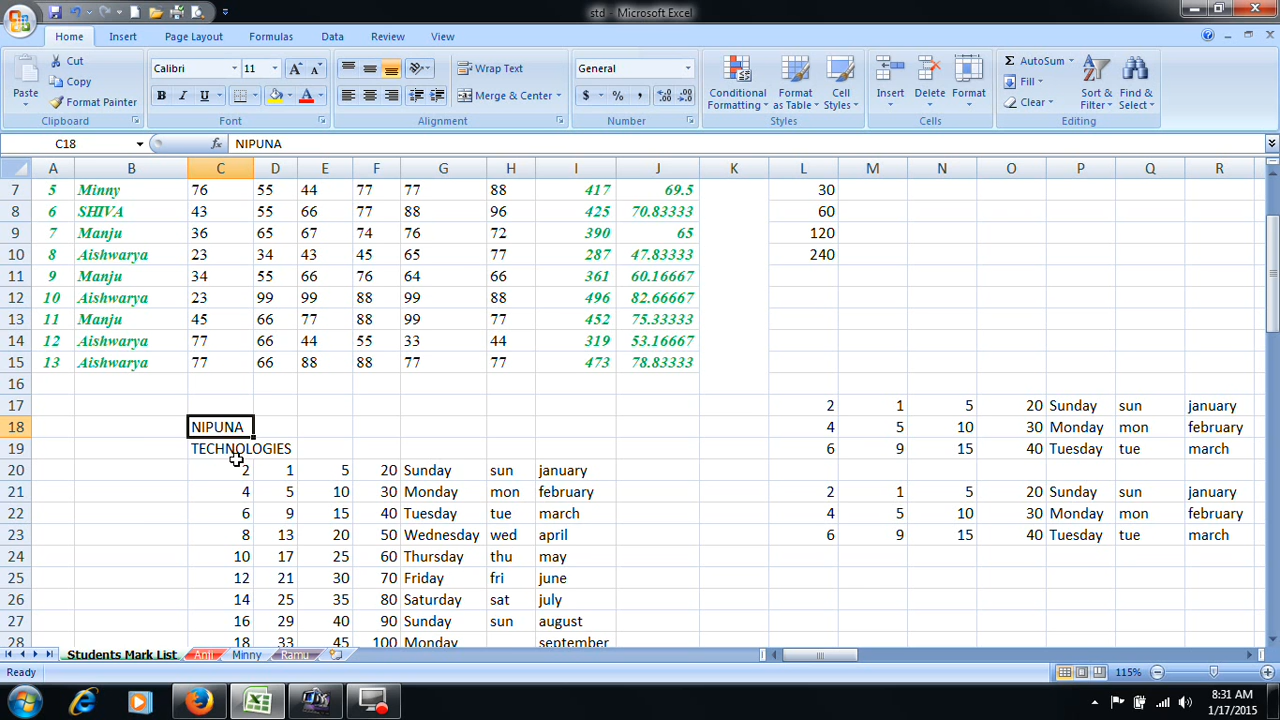 std - Microsoft Excel
Home Insert Page Layout Formulas Data Review View
Paste Cut Copy Format Painter Clipboard
Calibri 11 B I U A Font
Wrap Text Merge & Center Alignment
General $ % , Number
Conditional Formatting Format as Table Cell Styles Styles
Insert Delete Format Cells
AutoSum Fill Clear Sort & Filter Find & Select Editing
C18 fx NIPUNA
A B C D E F G H I J K L M N O P Q R
7 5 Minny 76 55 44 77 77 88 417 69.5 30
8 6 SHIVA 43 55 66 77 88 96 425 70.83333 60
9 7 Manju 36 65 67 74 76 72 390 65 120
10 8 Aishwarya 23 34 43 45 65 77 287 47.83333 240
11 9 Manju 34 55 66 76 64 66 361 60.16667
12 10 Aishwarya 23 99 99 88 99 88 496 82.66667
13 11 Manju 45 66 77 88 99 77 452 75.33333
14 12 Aishwarya 77 66 44 55 33 44 319 53.16667
15 13 Aishwarya 77 66 88 88 77 77 473 78.83333
16
17 2 1 5 20 Sunday sun january
18 NIPUNA 4 5 10 30 Monday mon february
19 TECHNOLOGIES 6 9 15 40 Tuesday tue march
20 2 1 5 20 Sunday sun january
21 4 5 10 30 Monday mon february 2 1 5 20 Sunday sun january
22 6 9 15 40 Tuesday tue march 4 5 10 30 Monday mon february
23 8 13 20 50 Wednesday wed april 6 9 15 40 Tuesday tue march
24 10 17 25 60 Thursday thu may
25 12 21 30 70 Friday fri june
26 14 25 35 80 Saturday sat july
27 16 29 40 90 Sunday sun august
28 18 33 45 100 Monday september
Students Mark List Anil Minny Ramu
Ready 115%
8:31 AM
1/17/2015